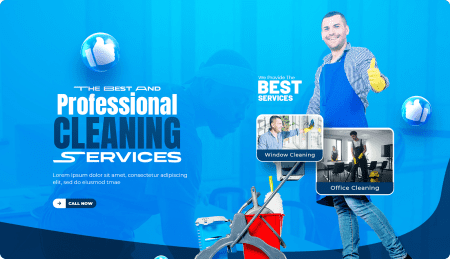 The Best And
Professional
CLEANING
SERVICES
Lorem Ipsum dolor sit amet, consectetur adipiscing
elit, sed do eiusmod tmae
CALL NOW
We Provide The
BEST
SERVICES
Window Cleaning
Office Cleaning